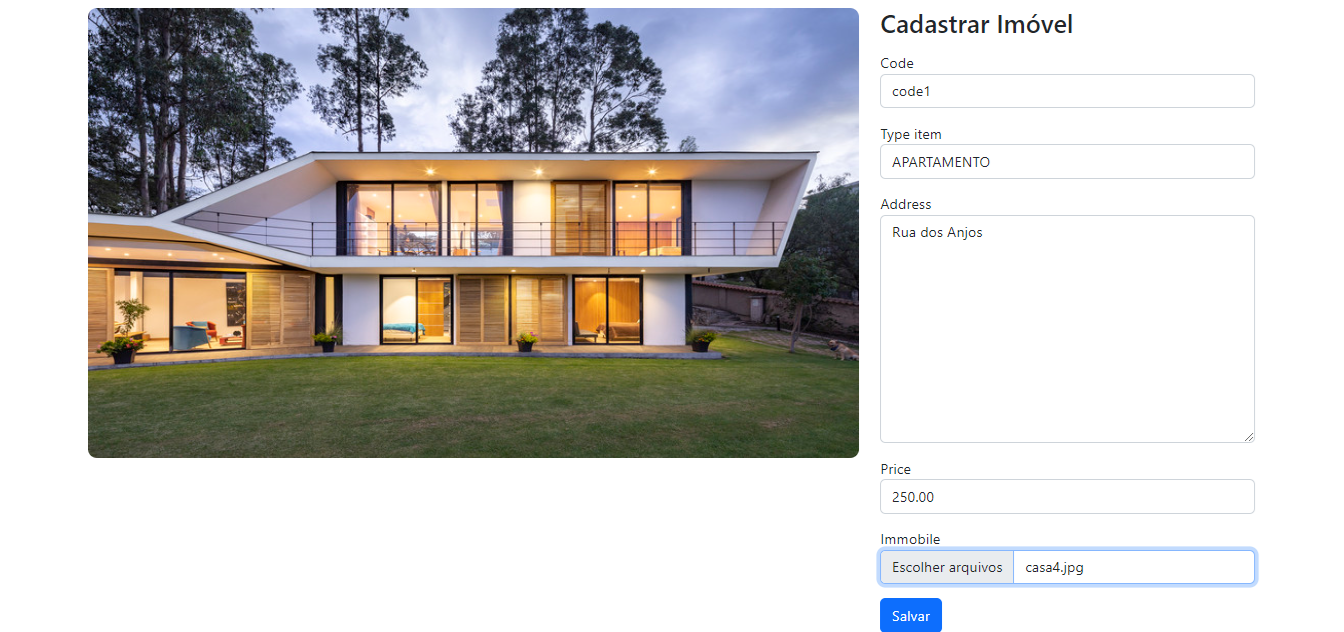 Cadastrar Imóvel
Code
code1
Type item
APARTAMENTO
Address
Rua dos Anjos
Price
250.00
Immobile
Escolher arquivos casa4.jpg
Salvar